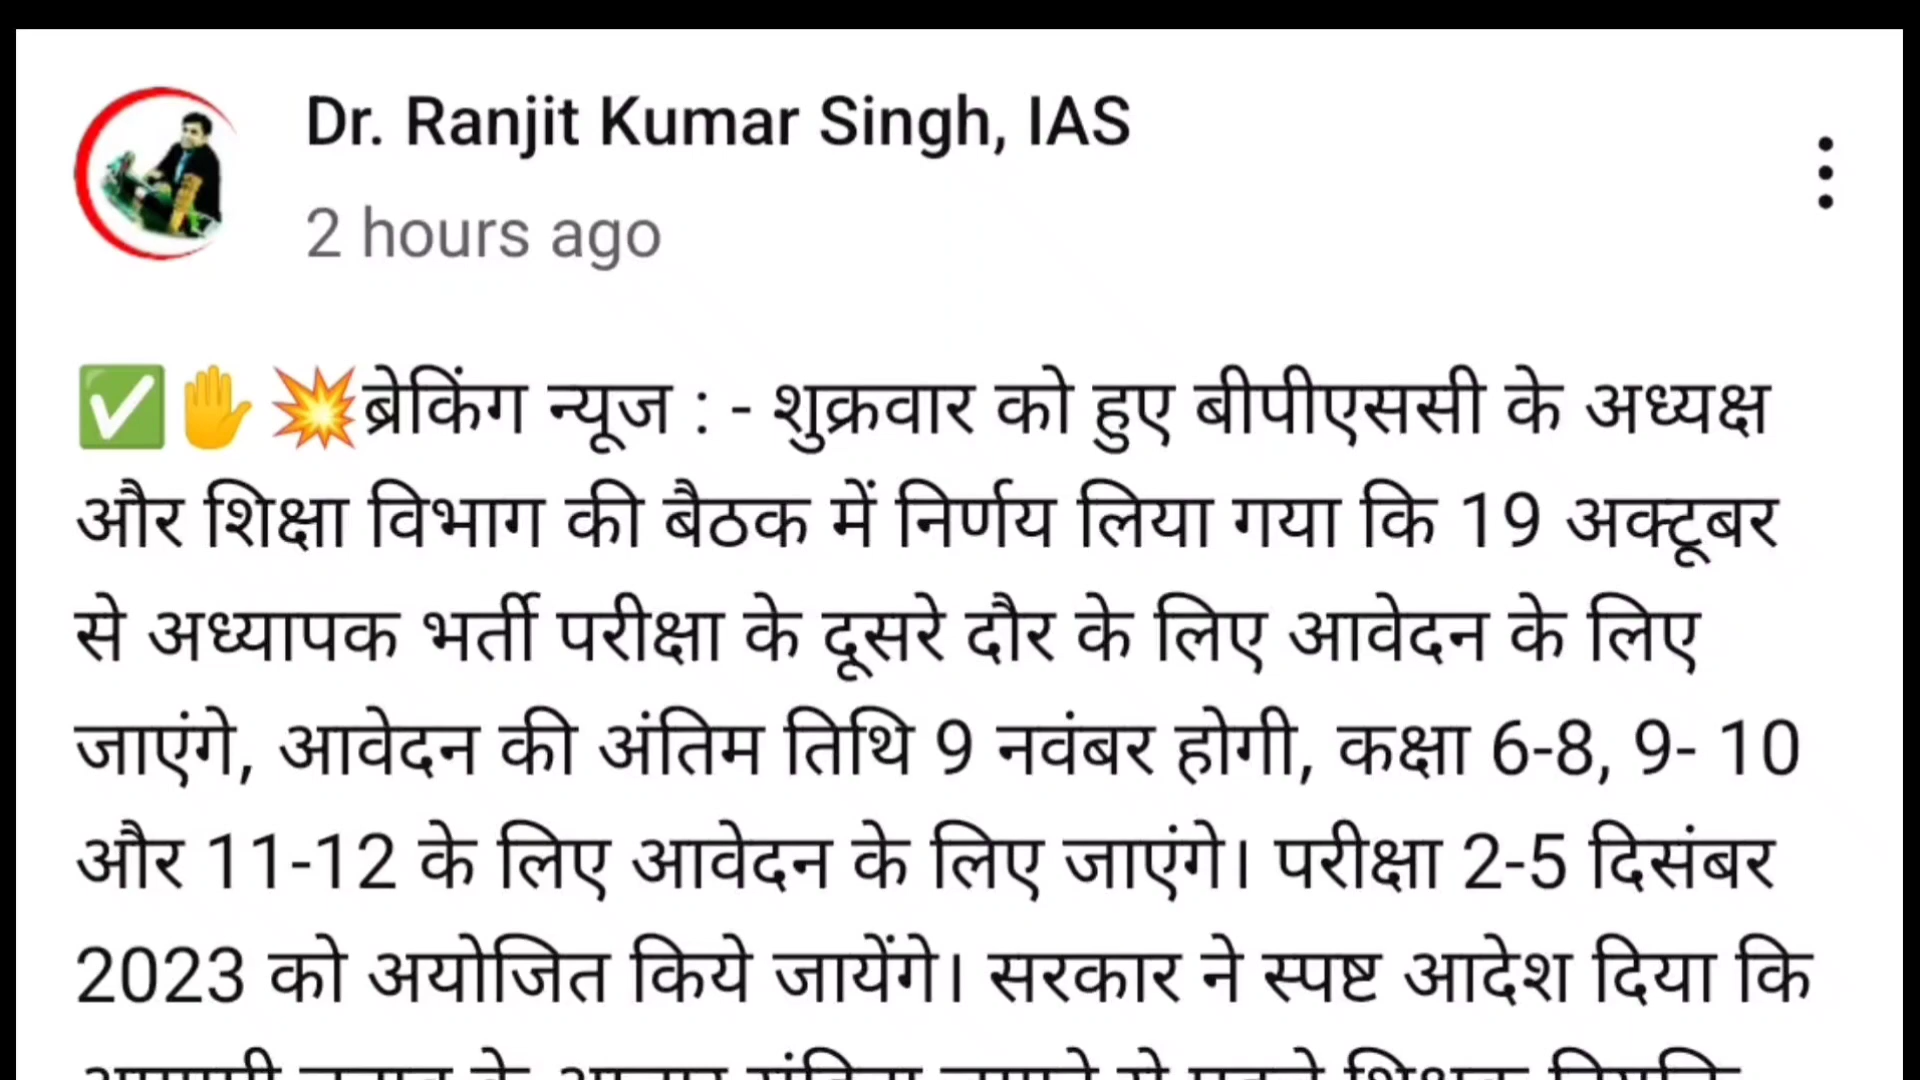 Dr. Ranjit Kumar Singh, IAS
2 hours ago
✅✋💥ब्रेकिंग न्यूज : - शुक्रवार को हुए बीपीएससी के अध्यक्ष
और शिक्षा विभाग की बैठक में निर्णय लिया गया कि 19 अक्टूबर
से अध्यापक भर्ती परीक्षा के दूसरे दौर के लिए आवेदन के लिए
जाएंगे, आवेदन की अंतिम तिथि 9 नवंबर होगी, कक्षा 6-8, 9- 10
और 11-12 के लिए आवेदन के लिए जाएंगे। परीक्षा 2-5 दिसंबर
2023 को अयोजित किये जायेंगे। सरकार ने स्पष्ट आदेश दिया कि